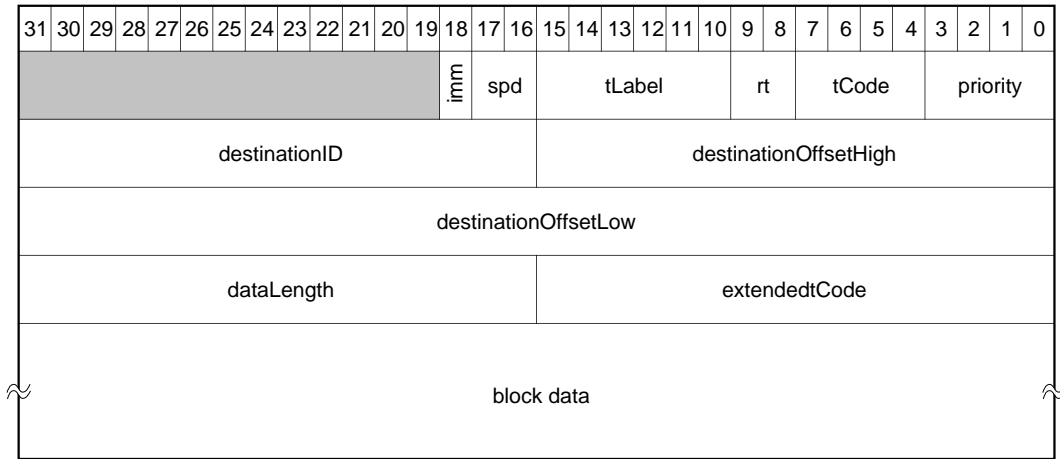 31 30 29 28 27 26 25 24 23 22 21 20 19 18 17 16 15 14 13 12 11 10 9 8 7 6 5 4 3 2 1 0
imm spd tLabel rt tCode priority
destinationID destinationOffsetHigh
destinationOffsetLow
dataLength extendedtCode
block data